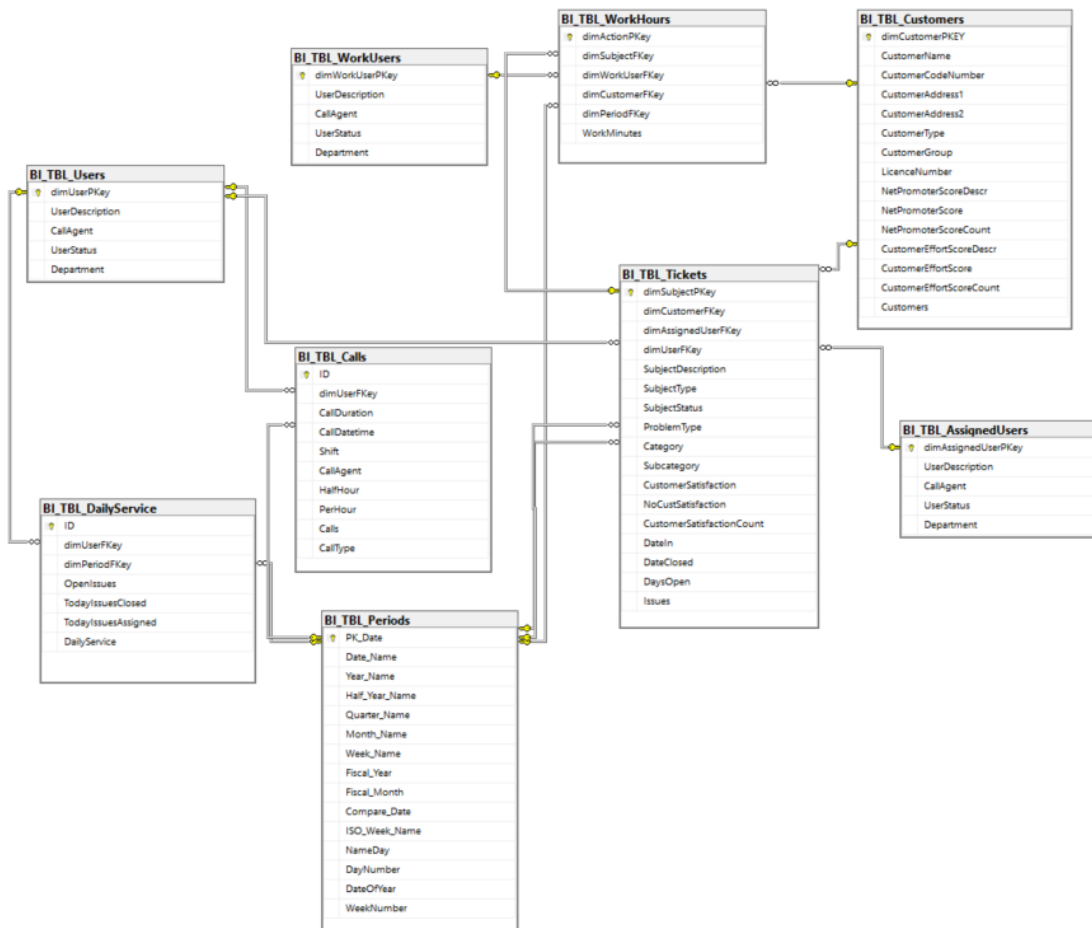 BI_TBL_WorkHours
dimActionPKey
dimSubjectFKey
dimWorkUserFKey
dimCustomerFKey
dimPeriodFKey
WorkMinutes
BI_TBL_Customers
dimCustomerPKEY
CustomerName
CustomerCodeNumber
CustomerAddress1
CustomerAddress2
CustomerType
CustomerGroup
LicenceNumber
NetPromoterScoreDescr
NetPromoterScore
NetPromoterScoreCount
CustomerEffortScoreDescr
CustomerEffortScore
CustomerEffortScoreCount
Customers
BI_TBL_WorkUsers
dimWorkUserPKey
UserDescription
CallAgent
UserStatus
Department
BI_TBL_Users
dimUserPKey
UserDescription
CallAgent
UserStatus
Department
BI_TBL_Tickets
dimSubjectPKey
dimCustomerFKey
dimAssignedUserFKey
dimUserFKey
SubjectDescription
SubjectType
SubjectStatus
ProblemType
Category
Subcategory
CustomerSatisfaction
NoCustSatisfaction
CustomerSatisfactionCount
DateIn
DateClosed
DaysOpen
Issues
BI_TBL_Calls
ID
dimUserFKey
CallDuration
CallDatetime
Shift
CallAgent
HalfHour
PerHour
Calls
CallType
BI_TBL_AssignedUsers
dimAssignedUserPKey
UserDescription
CallAgent
UserStatus
Department
BI_TBL_DailyService
ID
dimUserFKey
dimPeriodFKey
OpenIssues
TodayIssuesClosed
TodayIssuesAssigned
DailyService
BI_TBL_Periods
PK_Date
Date_Name
Year_Name
Half_Year_Name
Quarter_Name
Month_Name
Week_Name
Fiscal_Year
Fiscal_Month
Compare_Date
ISO_Week_Name
NameDay
DayNumber
DateOfYear
WeekNumber